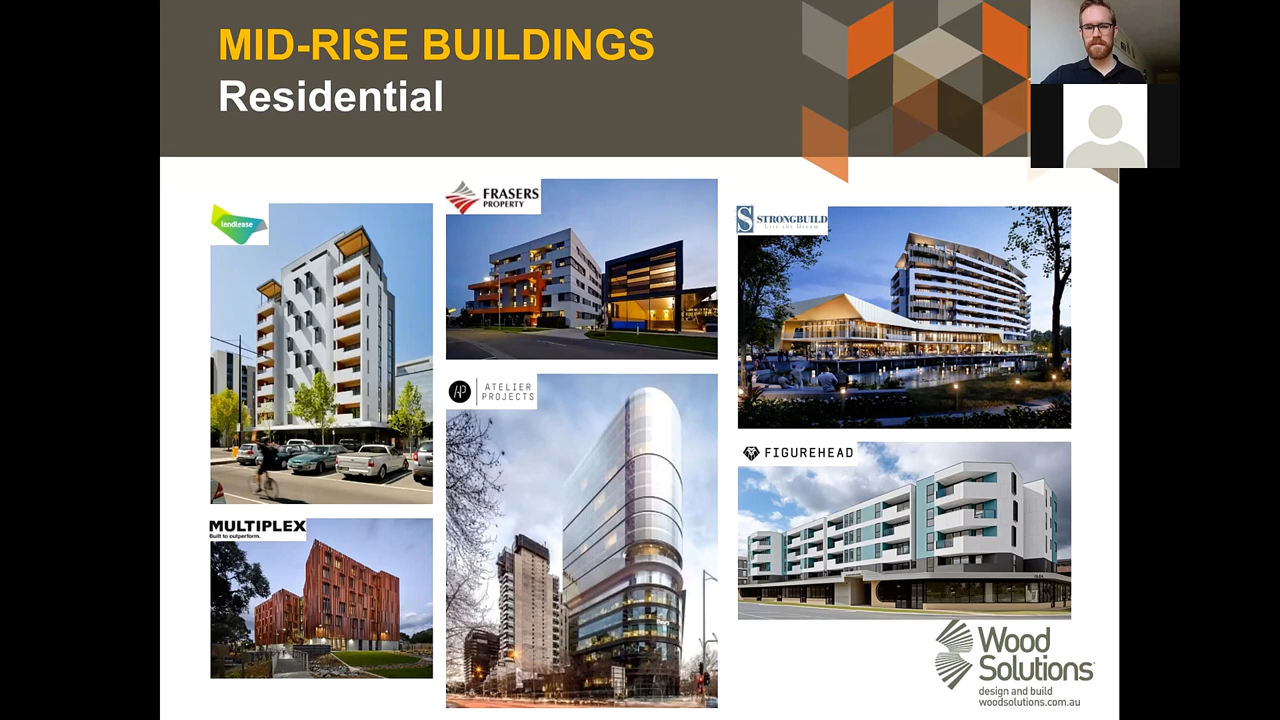 MID-RISE BUILDINGS
Residential
lendlease
FRASERS
PROPERTY
STRONGBUILD
Live the Dream
ATELIER
PROJECTS
AP
FIGUREHEAD
MULTIPLEX
Built to outperform.
Wood
Solutions
design and build
woodsolutions.com.au